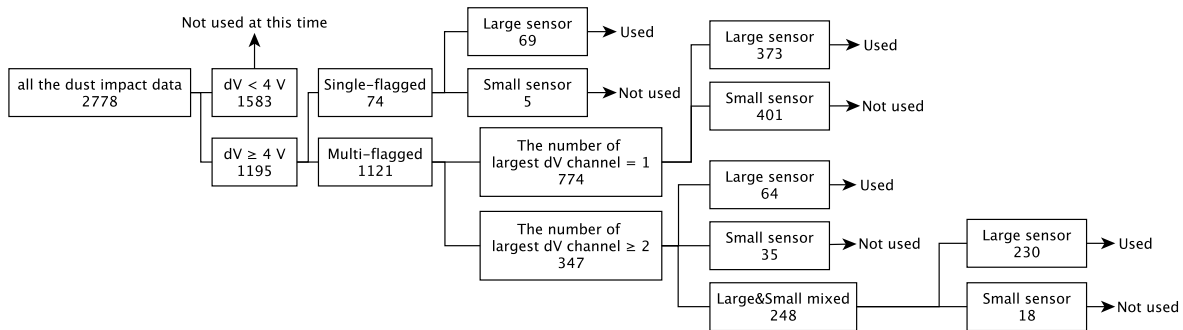 Not used at this time
all the dust impact data
2778
dV < 4 V
1583
dV ≥ 4 V
1195
Single-flagged
74
Multi-flagged
1121
Large sensor
69
Used
Small sensor
5
Not used
The number of
largest dV channel = 1
774
The number of
largest dV channel ≥ 2
347
Large sensor
373
Used
Small sensor
401
Not used
Large sensor
64
Used
Small sensor
35
Not used
Large&Small mixed
248
Large sensor
230
Used
Small sensor
18
Not used